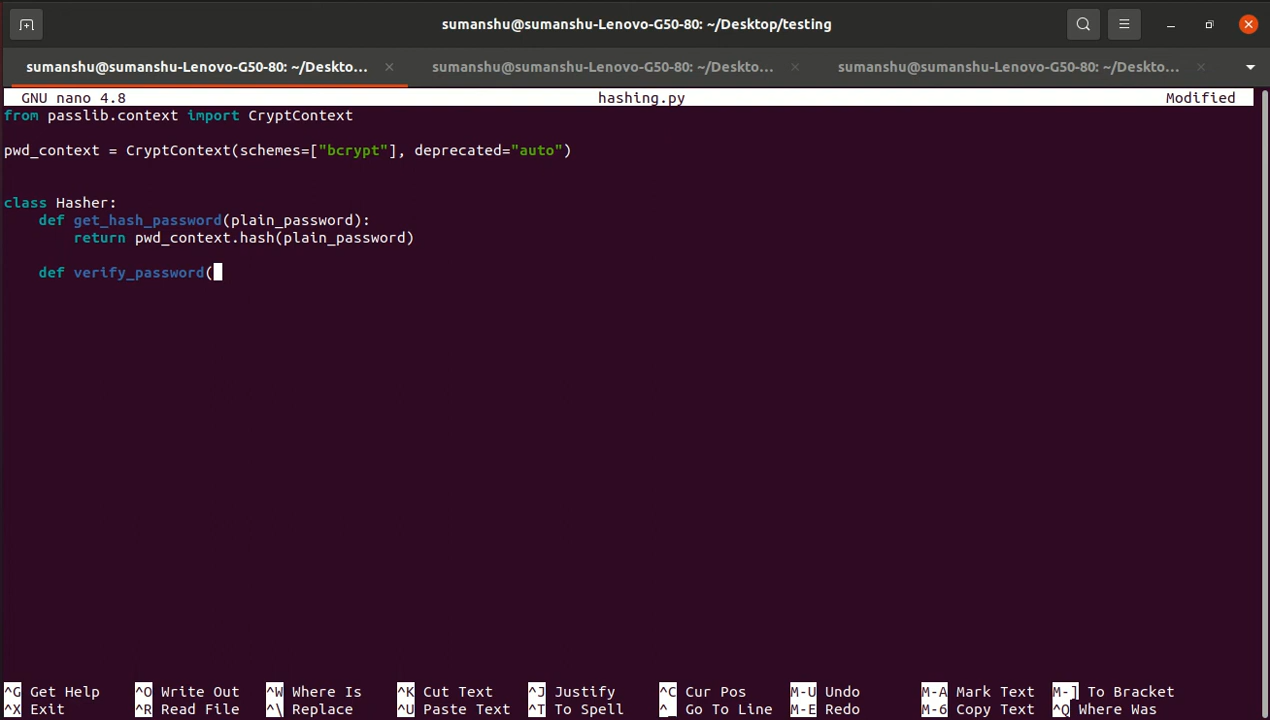 sumanshu@sumanshu-Lenovo-G50-80: ~/Desktop/testing
sumanshu@sumanshu-Lenovo-G50-80: ~/Deskto... sumanshu@sumanshu-Lenovo-G50-80: ~/Deskto... sumanshu@sumanshu-Lenovo-G50-80: ~/Deskto...
GNU nano 4.8 hashing.py Modified
from passlib.context import CryptContext
pwd_context = CryptContext(schemes=["bcrypt"], deprecated="auto")
class Hasher:
    def get_hash_password(plain_password):
        return pwd_context.hash(plain_password)
    def verify_password(
^G Get Help ^O Write Out ^W Where Is ^K Cut Text ^J Justify ^C Cur Pos M-U Undo M-A Mark Text M-] To Bracket
^X Exit ^R Read File ^\ Replace ^U Paste Text ^T To Spell ^_ Go To Line M-E Redo M-6 Copy Text ^Q Where Was